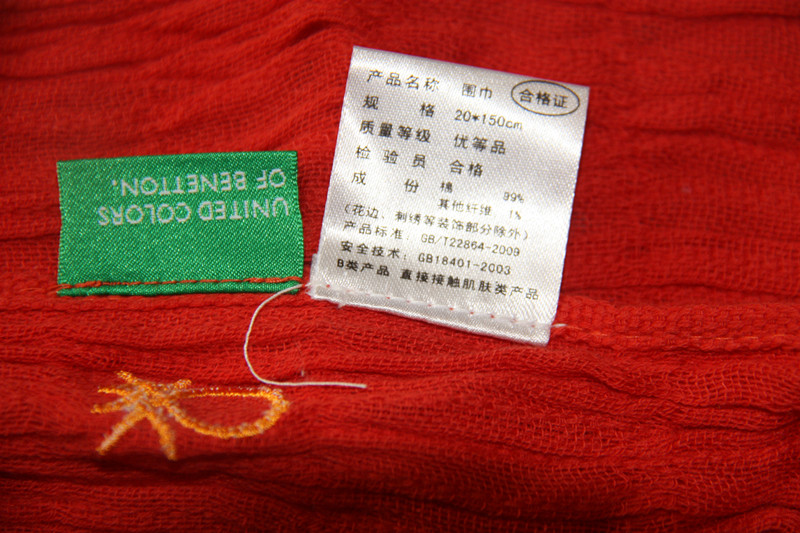 UNITED COLORS
OF BENETTON.
产品名称 围巾 合格证
规 格 20*150cm
质量等级 优等品
检 验 员 合格
成 份 棉 99%
其他纤维 1%
(花边、刺绣等装饰部分除外)
产品标准: GB/T22864-2009
安全技术: GB18401-2003
B类产品 直接接触肌肤类产品